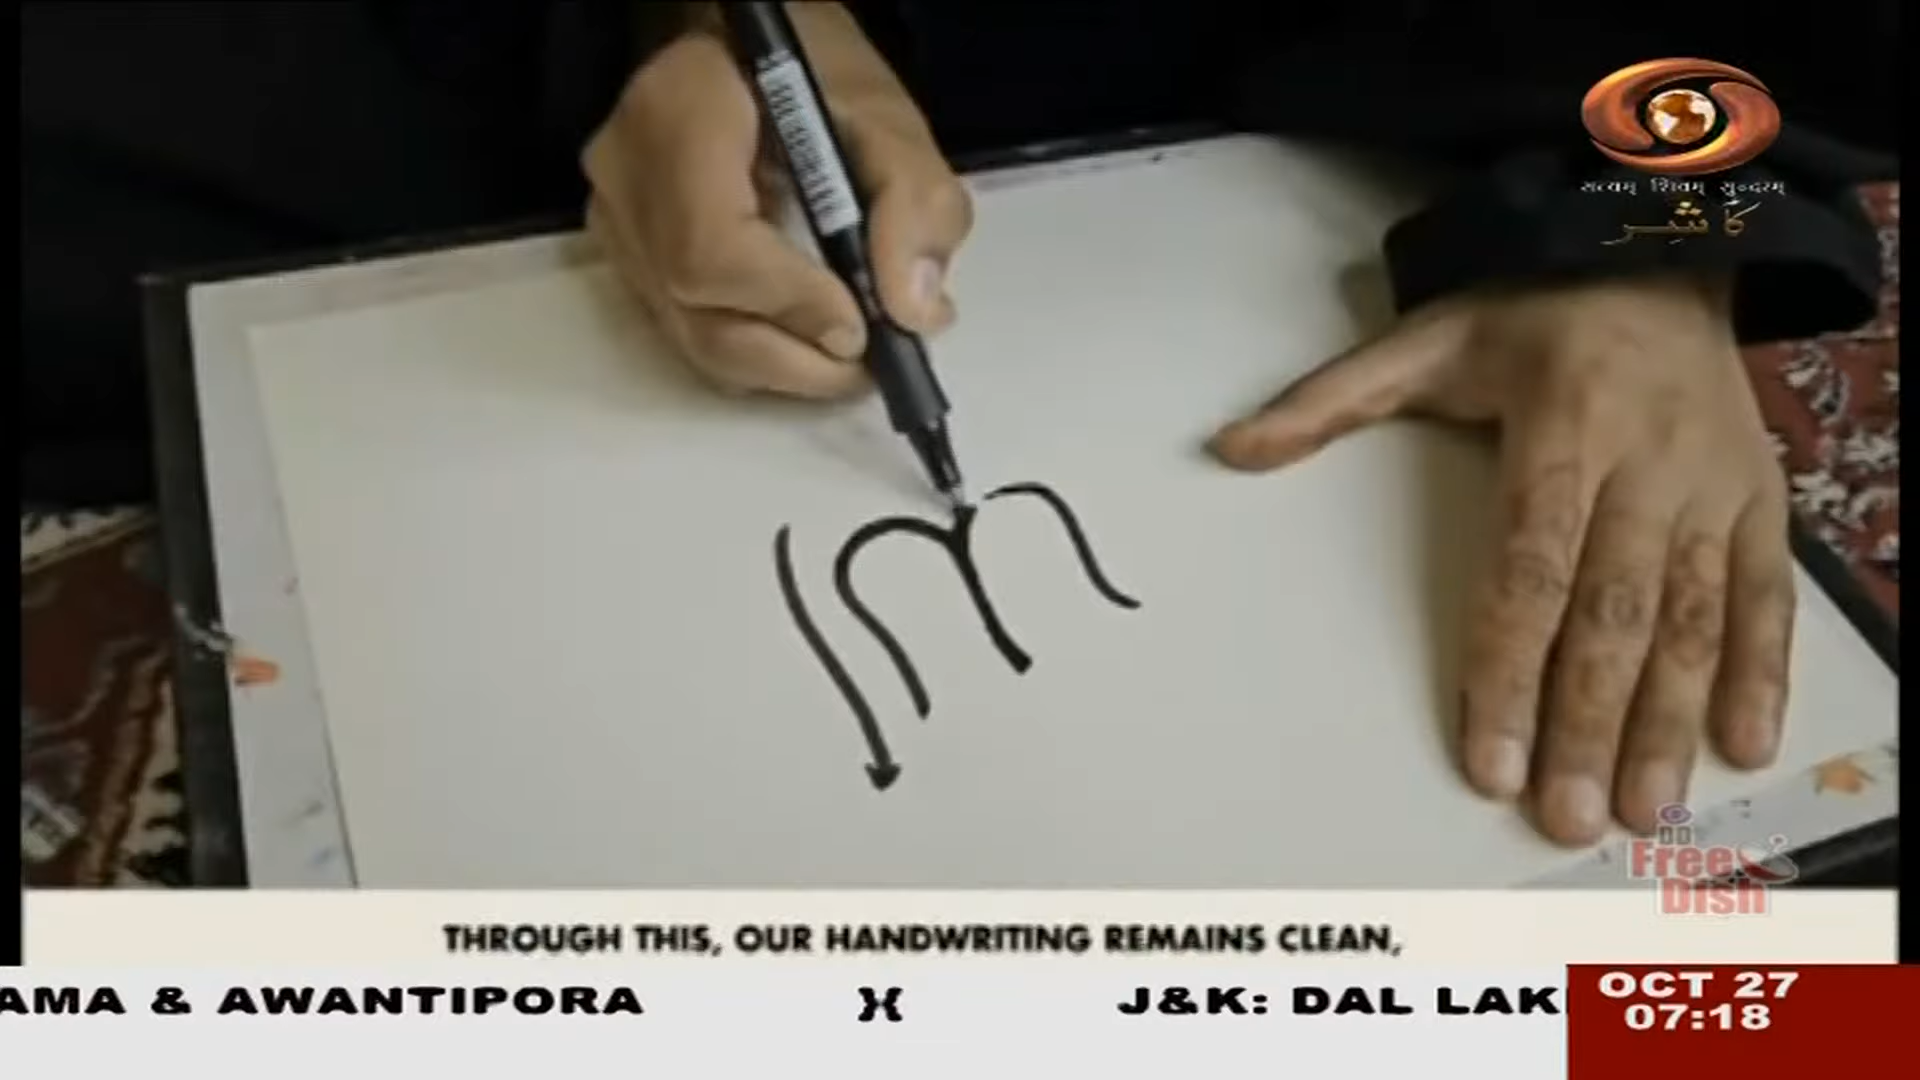 सत्यम् शिवम् सुन्दरम्
کٲشُر
DD
Free
Dish
THROUGH THIS, OUR HANDWRITING REMAINS CLEAN,
AMA & AWANTIPORA
J&K: DAL LAK
OCT 27
07:18